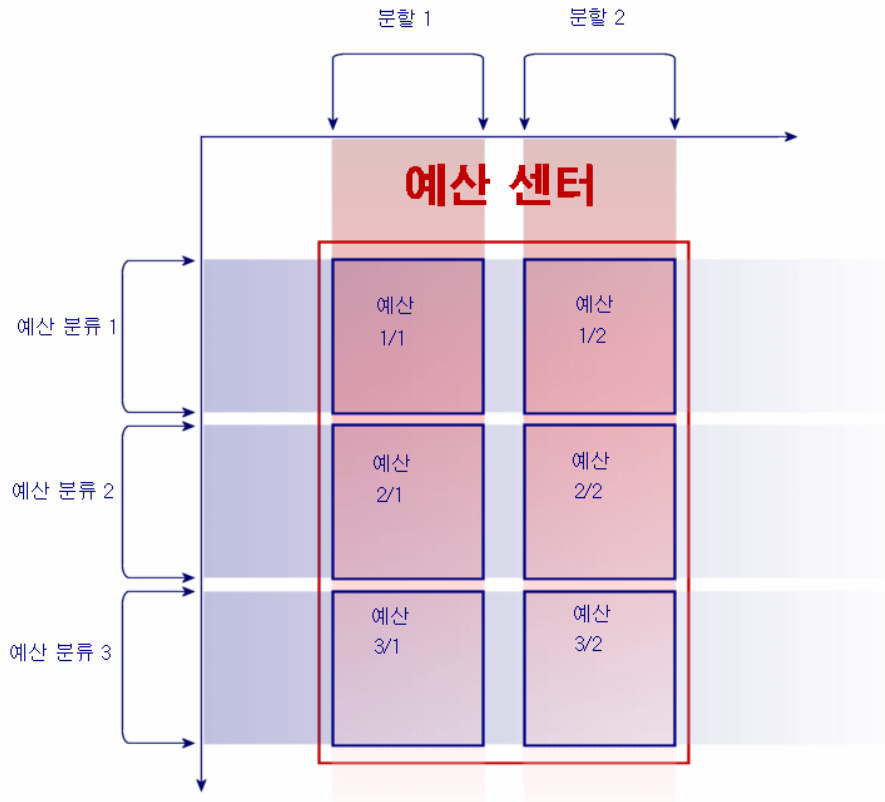 분할 1
분할 2
예산 센터
예산 분류 1
예산
1/1
예산
1/2
예산 분류 2
예산
2/1
예산
2/2
예산 분류 3
예산
3/1
예산
3/2